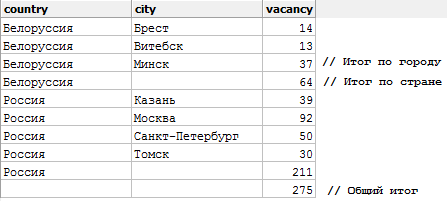 country city vacancy
Белоруссия Брест 14
Белоруссия Витебск 13
Белоруссия Минск 37 // Итог по городу
Белоруссия 64 // Итог по стране
Россия Казань 39
Россия Москва 92
Россия Санкт-Петербург 50
Россия Томск 30
Россия 211
275 // Общий итог